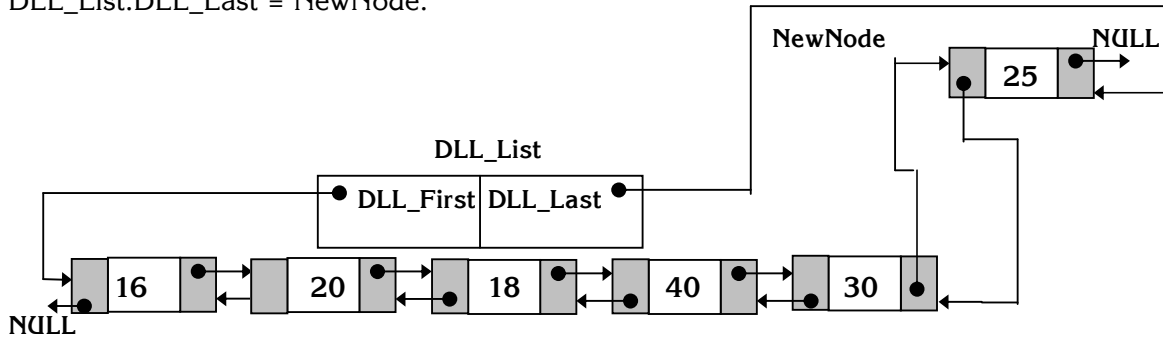 DLL_List.DLL_Last = NewNode.
NewNode
NULL
25
DLL_List
DLL_First DLL_Last
16 20 18 40 30
NULL